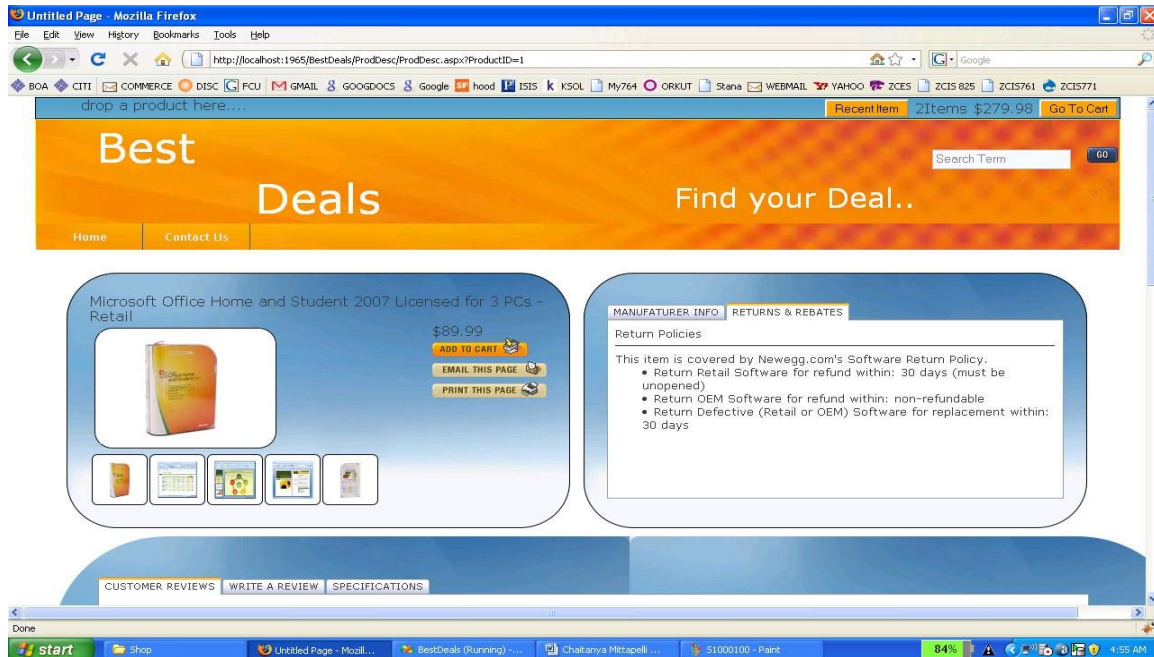 Untitled Page - Mozilla Firefox
File Edit View History Bookmarks Tools Help
http://localhost:1965/BestDeals/ProdDesc/ProdDesc.aspx?ProductID=1
G Google
BOA CITI COMMERCE DISC FCU GMAIL GOOGDOCS Google hood ISIS KSOL My764 ORKUT Stana WEBMAIL YAHOO ZCES ZCIS 825 ZCIS761 ZCIS771
drop a product here....
Recent Item 2Items $279.98 Go To Cart
Best
Search Term GO
Deals
Find your Deal..
Home Contact Us
Microsoft Office Home and Student 2007 Licensed for 3 PCs - Retail
$89.99
ADD TO CART
EMAIL THIS PAGE
PRINT THIS PAGE
MANUFATURER INFO RETURNS & REBATES
Return Policies
This item is covered by Newegg.com's Software Return Policy.
• Return Retail Software for refund within: 30 days (must be
unopened)
• Return OEM Software for refund within: non-refundable
• Return Defective (Retail or OEM) Software for replacement within:
30 days
CUSTOMER REVIEWS WRITE A REVIEW SPECIFICATIONS
Done
start Shop Untitled Page - Mozill... BestDeals (Running) -... Chaitanya Mittapelli ... S1000100 - Paint 84% 4:55 AM